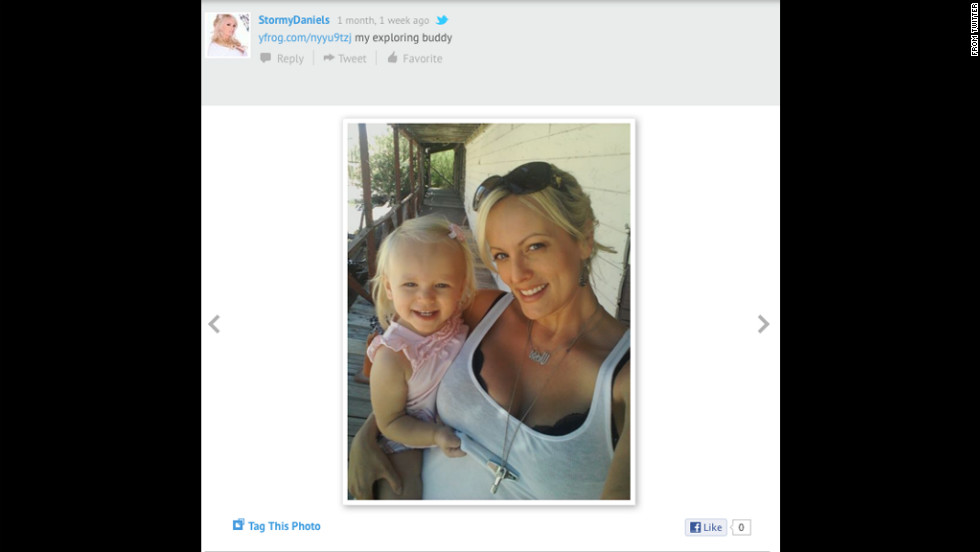 StormyDaniels 1 month, 1 week ago
yfrog.com/nyyu9tzj my exploring buddy
Reply Tweet Favorite
FROM TWITTER
Tag This Photo
Like 0